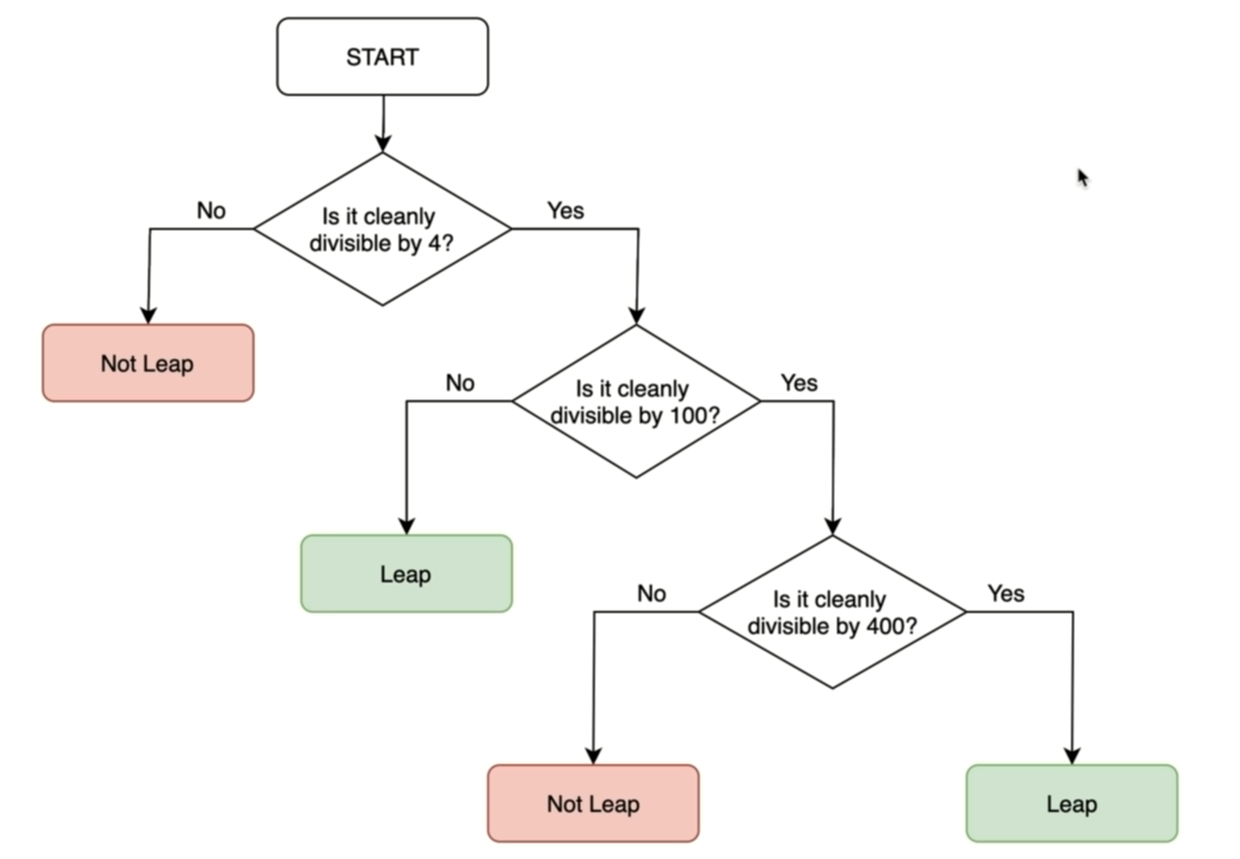 START
No
Yes
Is it cleanly
divisible by 4?
Not Leap
No
Yes
Is it cleanly
divisible by 100?
Leap
No
Yes
Is it cleanly
divisible by 400?
Not Leap
Leap